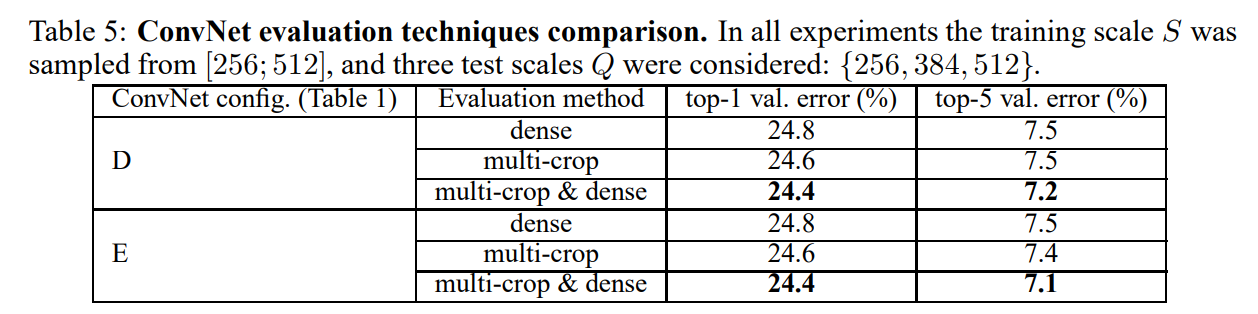 Table 5: ConvNet evaluation techniques comparison. In all experiments the training scale S was
sampled from [256; 512], and three test scales Q were considered: {256, 384, 512}.
ConvNet config. (Table 1) Evaluation method top-1 val. error (%) top-5 val. error (%)
dense 24.8 7.5
D multi-crop 24.6 7.5
multi-crop & dense 24.4 7.2
dense 24.8 7.5
E multi-crop 24.6 7.4
multi-crop & dense 24.4 7.1